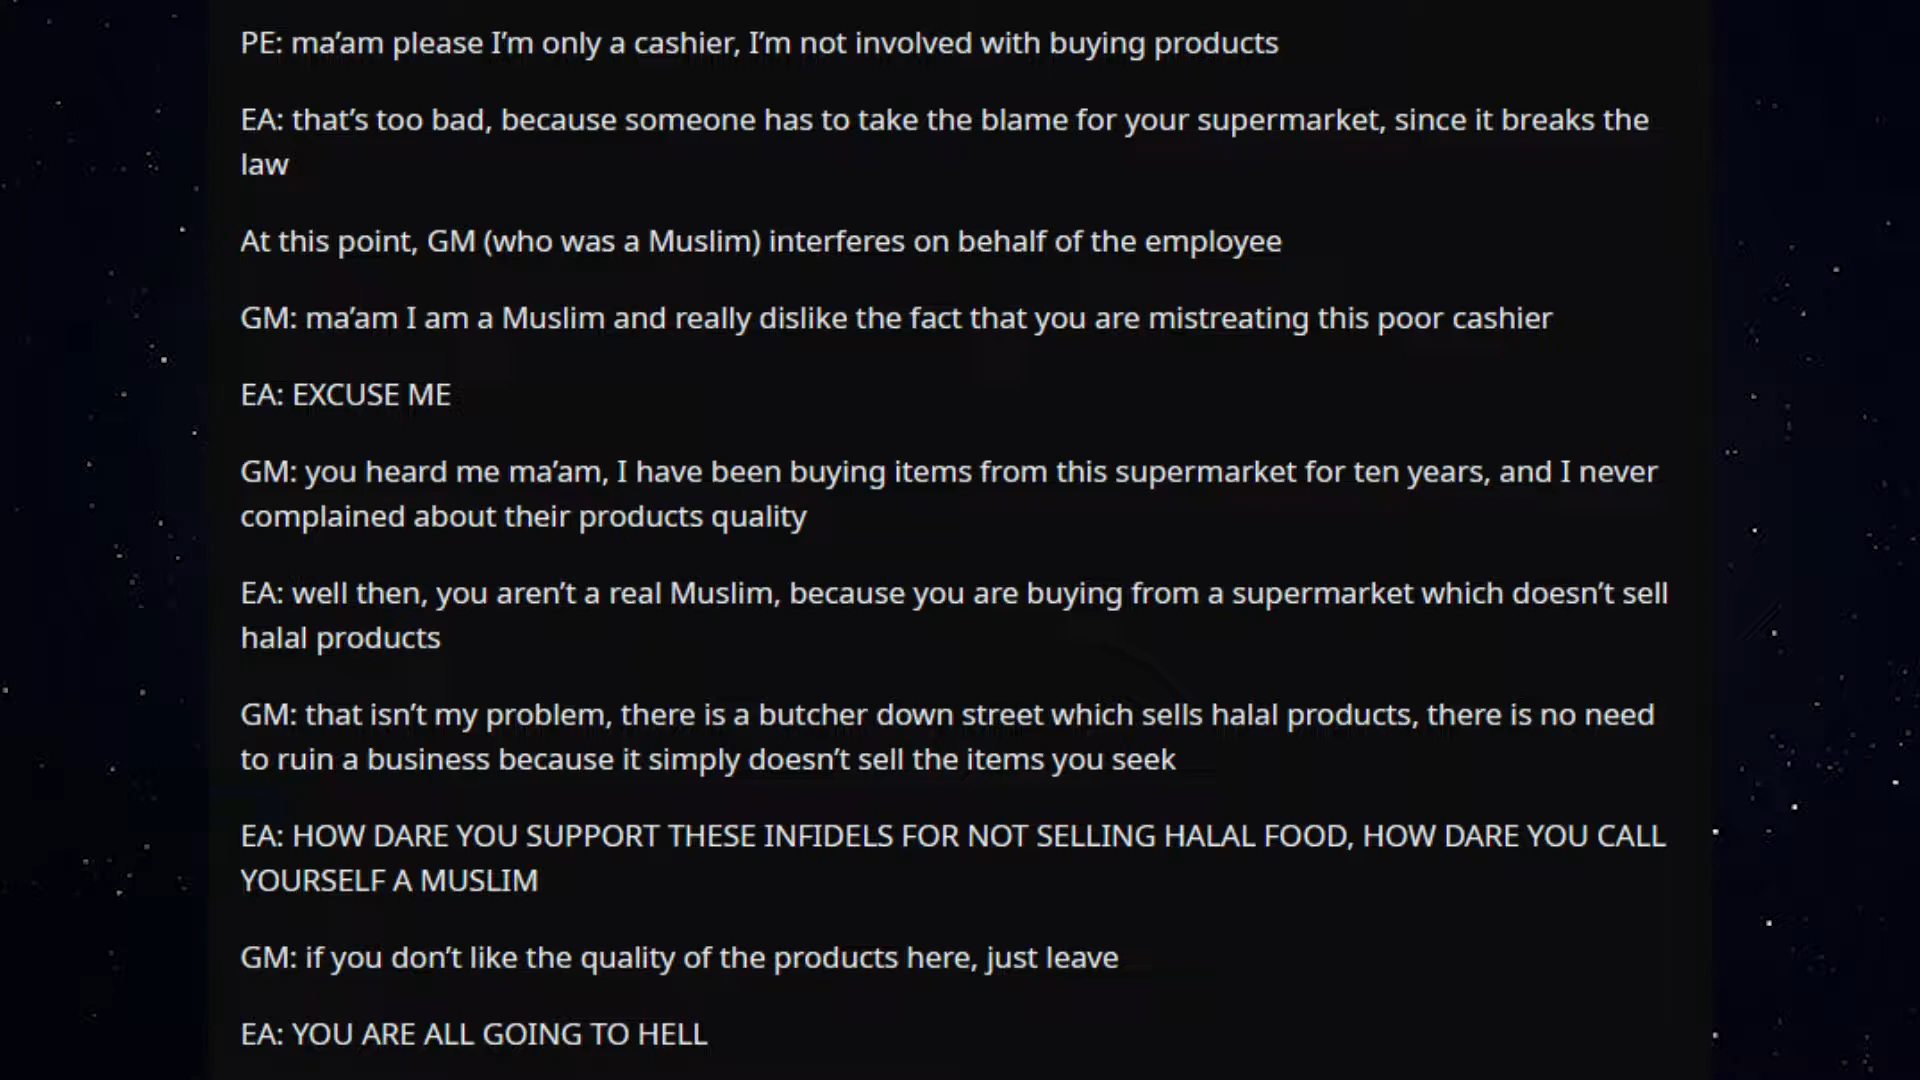 PE: ma’am please I’m only a cashier, I’m not involved with buying products
EA: that’s too bad, because someone has to take the blame for your supermarket, since it breaks the
law
At this point, GM (who was a Muslim) interferes on behalf of the employee
GM: ma’am I am a Muslim and really dislike the fact that you are mistreating this poor cashier
EA: EXCUSE ME
GM: you heard me ma’am, I have been buying items from this supermarket for ten years, and I never
complained about their products quality
EA: well then, you aren’t a real Muslim, because you are buying from a supermarket which doesn’t sell
halal products
GM: that isn’t my problem, there is a butcher down street which sells halal products, there is no need
to ruin a business because it simply doesn’t sell the items you seek
EA: HOW DARE YOU SUPPORT THESE INFIDELS FOR NOT SELLING HALAL FOOD, HOW DARE YOU CALL
YOURSELF A MUSLIM
GM: if you don’t like the quality of the products here, just leave
EA: YOU ARE ALL GOING TO HELL